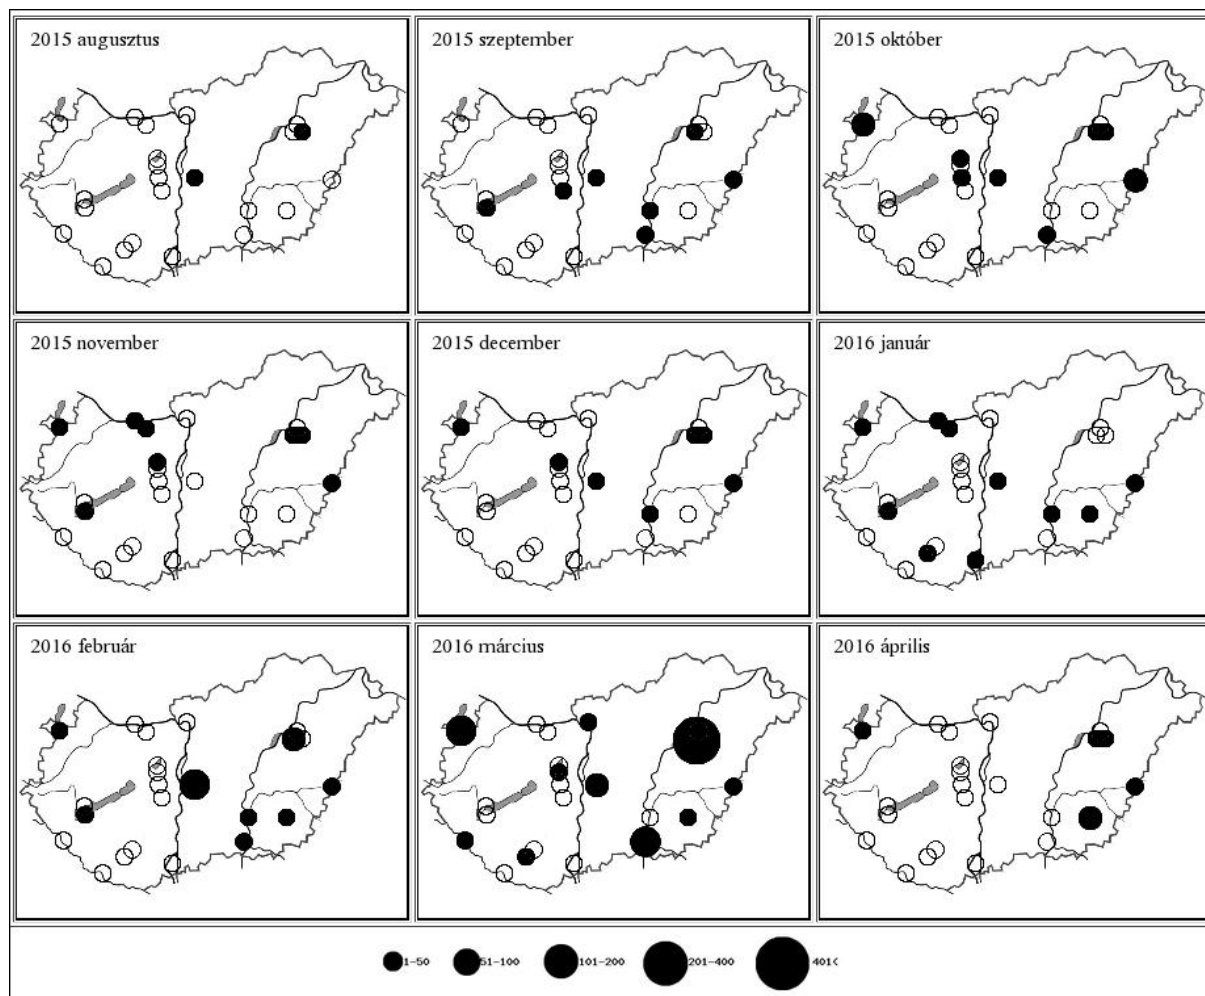 2015 augusztus
2015 szeptember
2015 október
2015 november
2015 december
2016 január
2016 február
2016 március
2016 április
1-50
51-100
101-200
201-400
401<